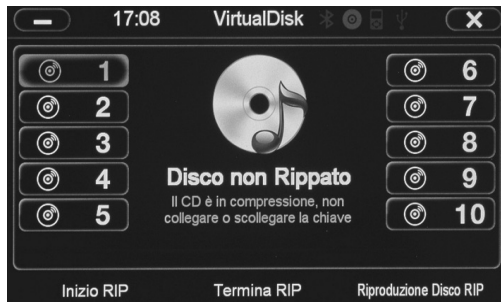 17:08 VirtualDisk
1
2
3
4
5
6
7
8
9
10
Disco non Rippato
Il CD è in compressione, non
collegare o scollegare la chiave
Inizio RIP Termina RIP Riproduzione Disco RIP